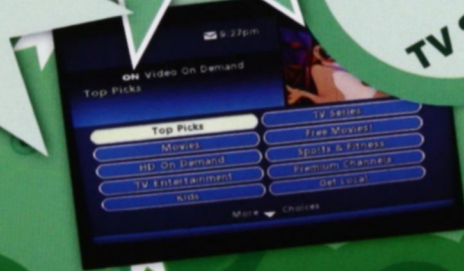 TV
9:27pm
ON Video On Demand
Top Picks
Top Picks
Movies
HD On Demand
TV Entertainment
Kids
TV Series
Free Movies!
Sports & Fitness
Premium Channels
Get Local
More Choices